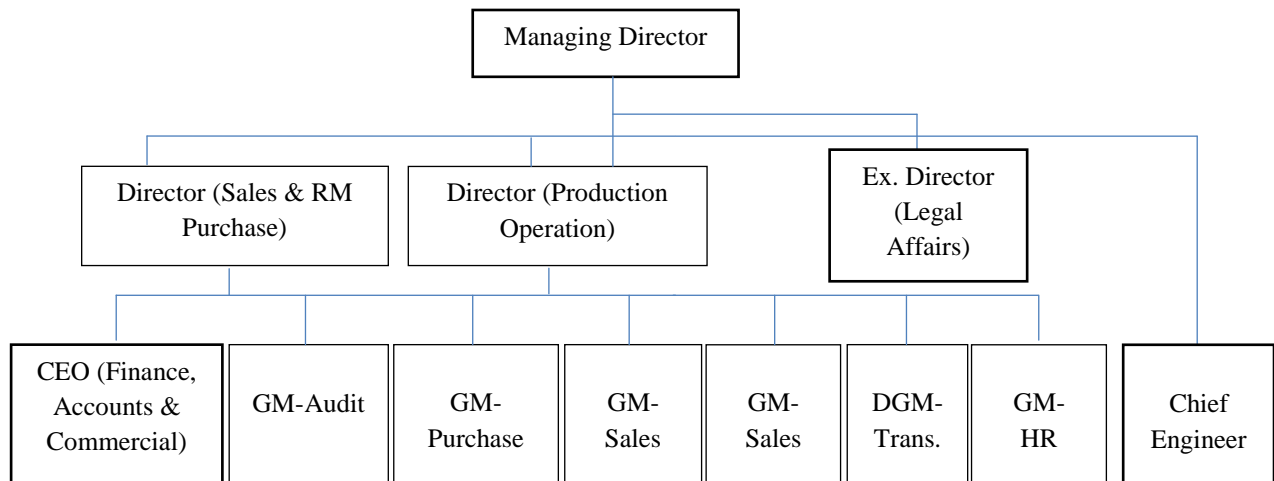 Managing Director
Director (Sales & RM
Purchase)
Director (Production
Operation)
Ex. Director
(Legal
Affairs)
CEO (Finance,
Accounts &
Commercial)
GM-Audit
GM-
Purchase
GM-
Sales
GM-
Sales
DGM-
Trans.
GM-
HR
Chief
Engineer